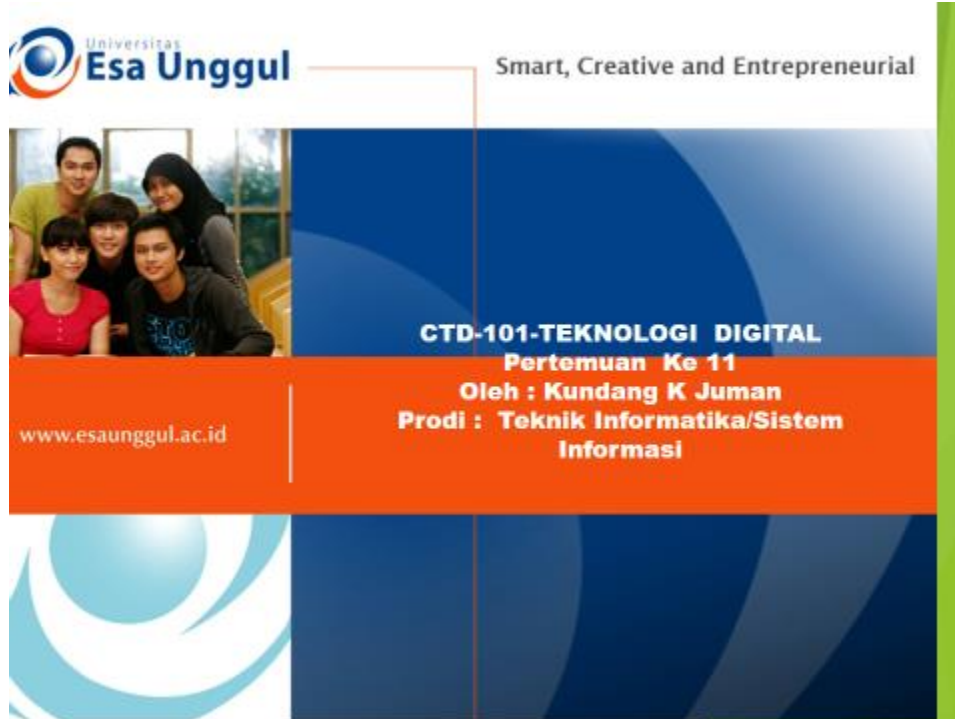 Universitas
Esa Unggul
Smart, Creative and Entrepreneurial
CTD-101-TEKNOLOGI DIGITAL
Pertemuan Ke 11
Oleh : Kundang K Juman
Prodi : Teknik Informatika/Sistem
Informasi
www.esaunggul.ac.id